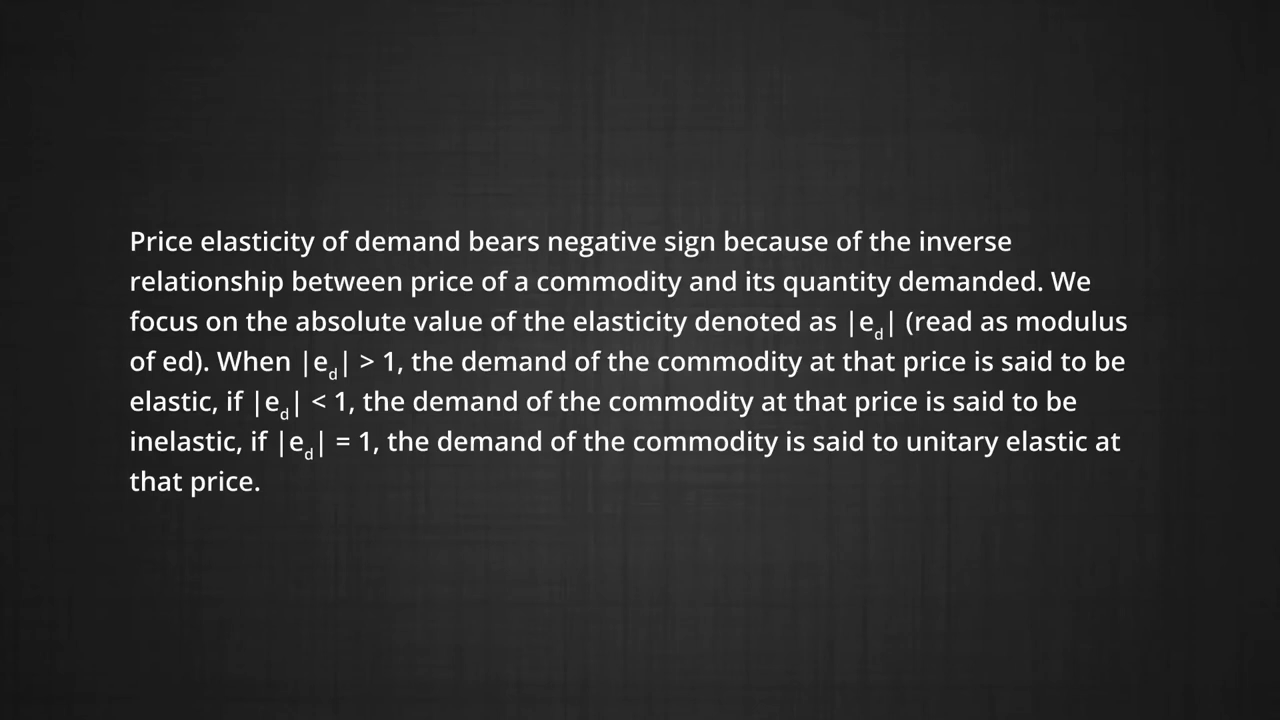 Price elasticity of demand bears negative sign because of the inverse
relationship between price of a commodity and its quantity demanded. We
focus on the absolute value of the elasticity denoted as |e_d| (read as modulus
of ed). When |e_d| > 1, the demand of the commodity at that price is said to be
elastic, if |e_d| < 1, the demand of the commodity at that price is said to be
inelastic, if |e_d| = 1, the demand of the commodity is said to unitary elastic at
that price.